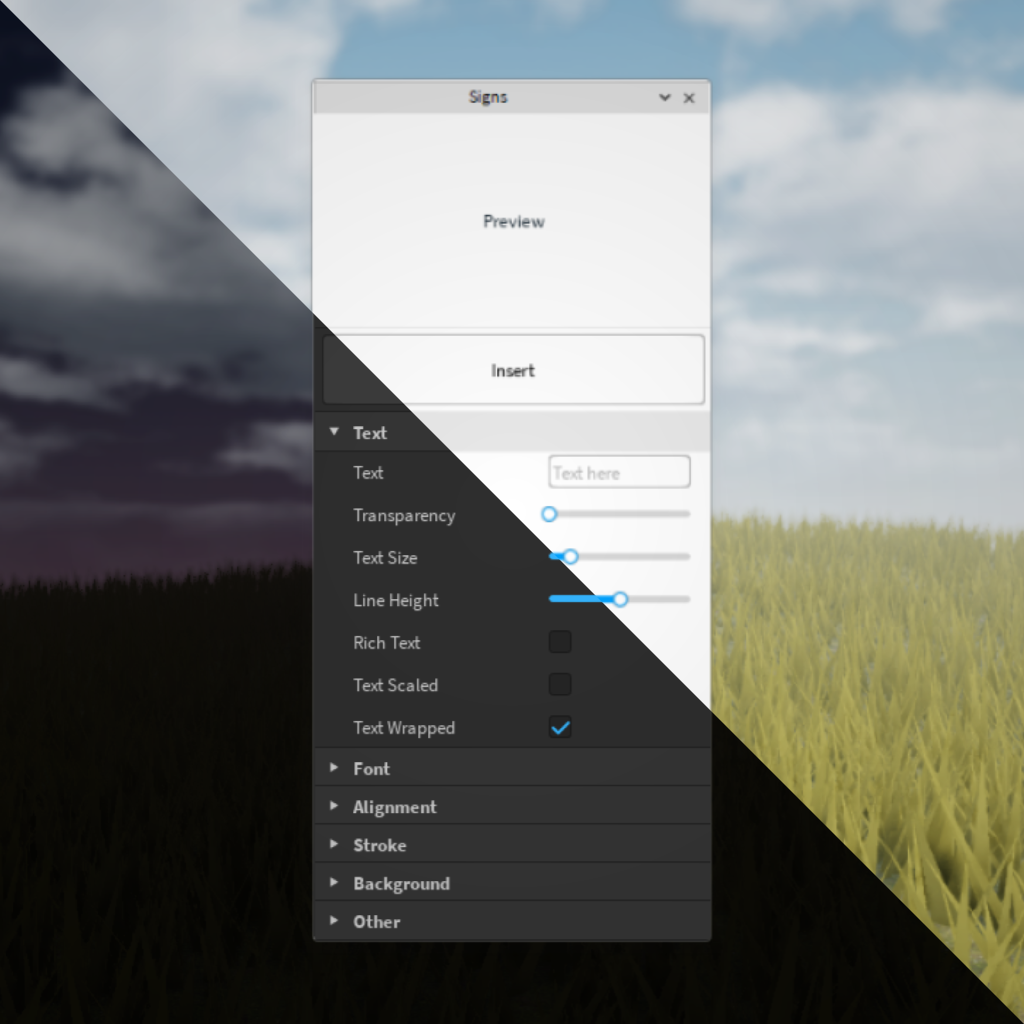 Signs
Preview
Insert
Text
Text
Text here
Transparency
Text Size
Line Height
Rich Text
Text Scaled
Text Wrapped
Font
Alignment
Stroke
Background
Other